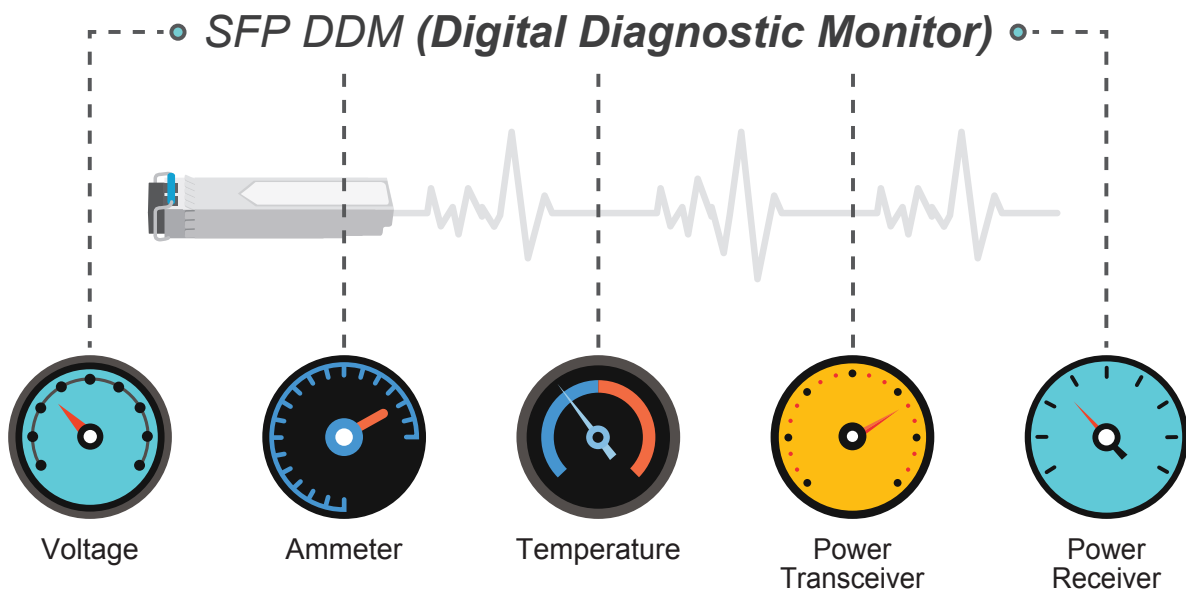 SFP DDM (Digital Diagnostic Monitor)
Voltage
Ammeter
Temperature
Power
Transceiver
Power
Receiver